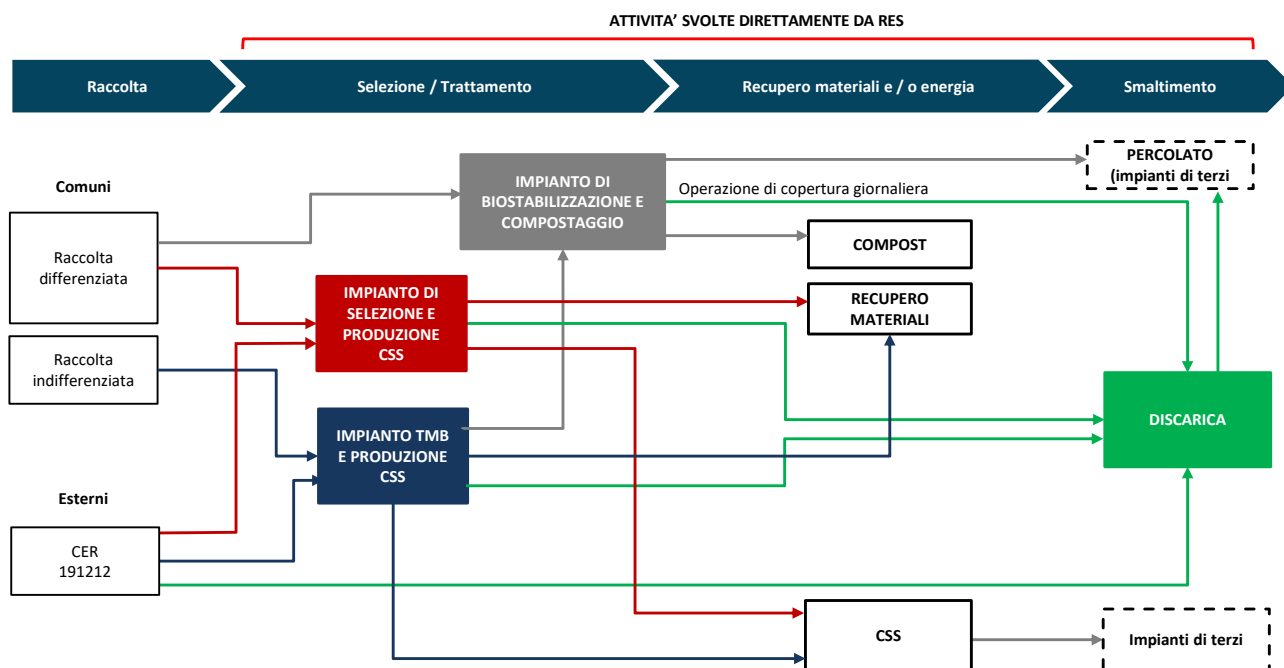 ATTIVITA’ SVOLTE DIRETTAMENTE DA RES
Raccolta
Selezione / Trattamento
Recupero materiali e / o energia
Smaltimento
Comuni
Raccolta
differenziata
Raccolta
indifferenziata
Esterni
CER
191212
IMPIANTO DI
BIOSTABILIZZAZIONE E
COMPOSTAGGIO
IMPIANTO DI
SELEZIONE E
PRODUZIONE
CSS
IMPIANTO TMB
E PRODUZIONE
CSS
Operazione di copertura giornaliera
COMPOST
RECUPERO
MATERIALI
CSS
PERCOLATO
(impianti di terzi
DISCARICA
Impianti di terzi